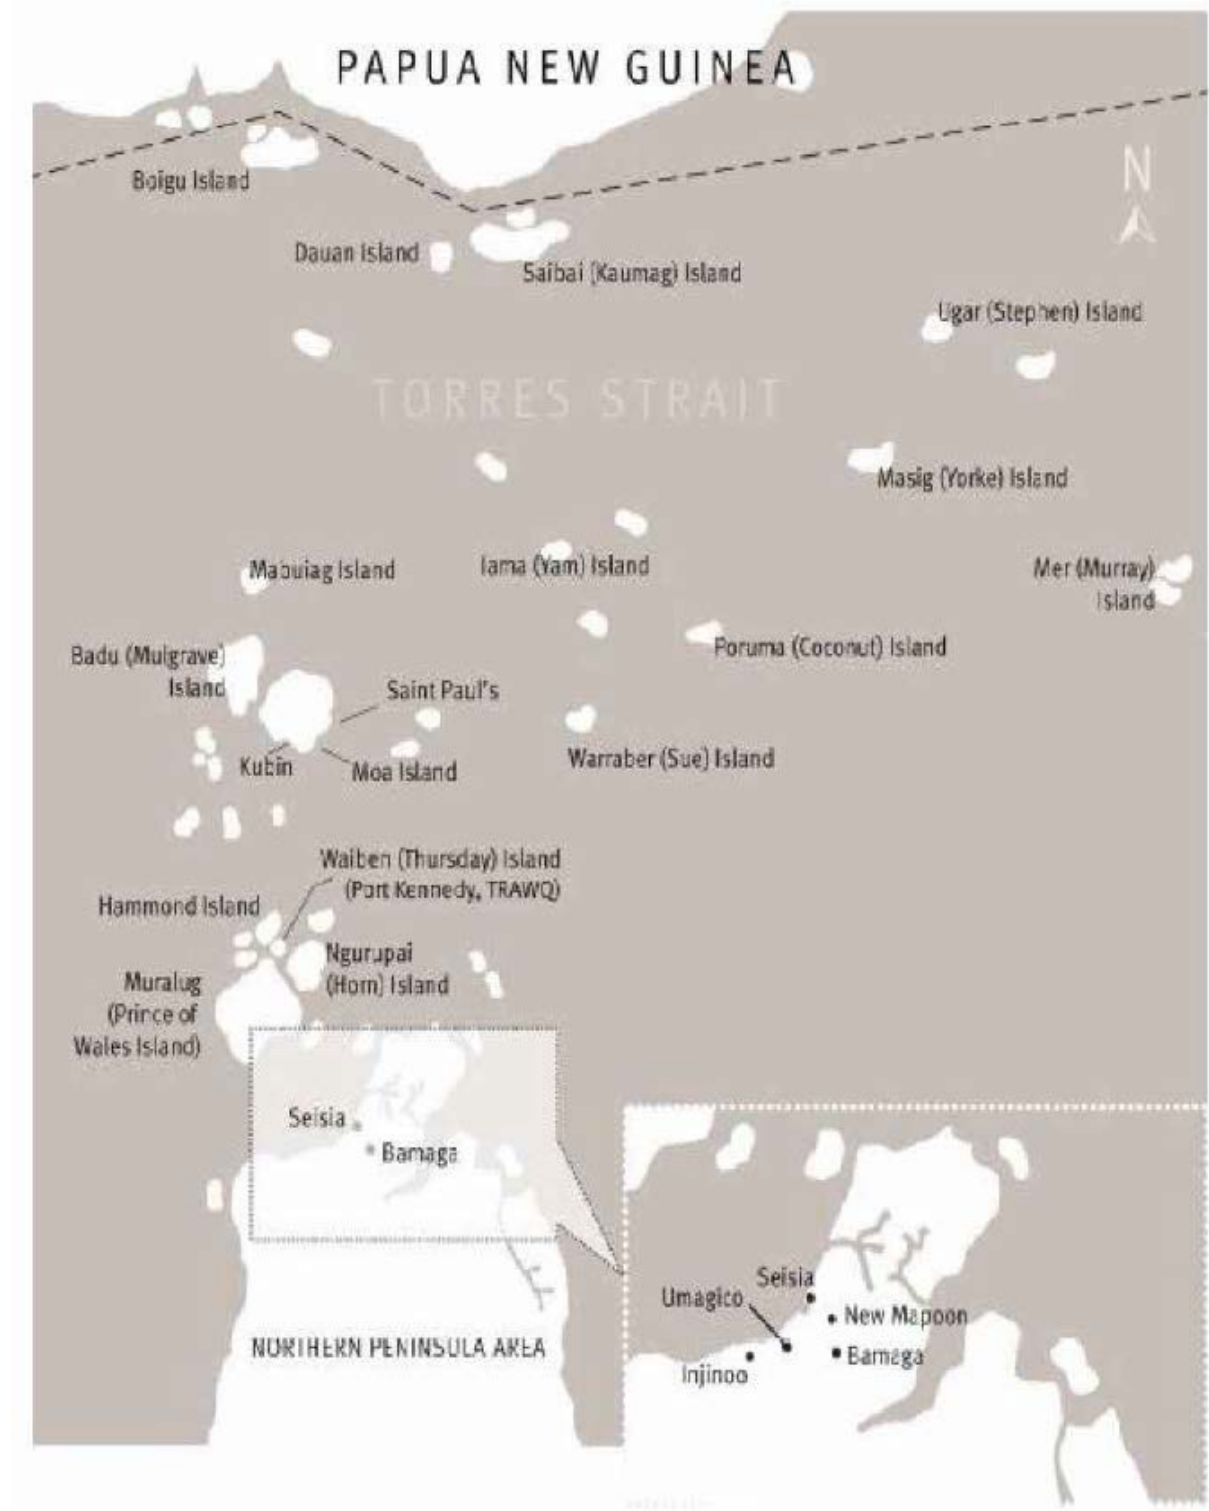 PAPUA NEW GUINEA
N
Boigu Island
Dauan Island
Saibai (Kaumag) Island
Ugar (Stephen) Island
TORRES STRAIT
Masig (Yorke) Island
Mabuiag Island
Iama (Yam) Island
Mer (Murray)
Island
Badu (Mulgrave)
Island
Poruma (Coconut) Island
Saint Paul's
Kubin
Moa Island
Warraber (Sue) Island
Waiben (Thursday) Island
(Port Kennedy, TRAWQ)
Hammond Island
Ngurupai
(Horn) Island
Muralug
(Prince of
Wales Island)
Seisia
Bamaga
NORTHERN PENINSULA AREA
Seisia
Umagico
New Mapoon
Bamaga
Injinoo